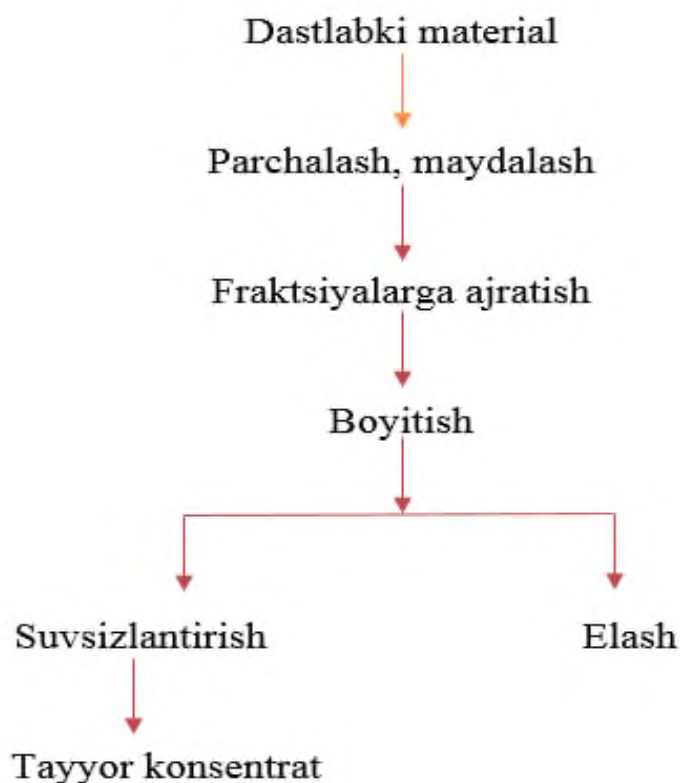 Dastlabki material
Parchalash, maydalash
Fraktsiyalarga ajratish
Boyitish
Suvsizlantirish
Elash
Tayyor konsentrat